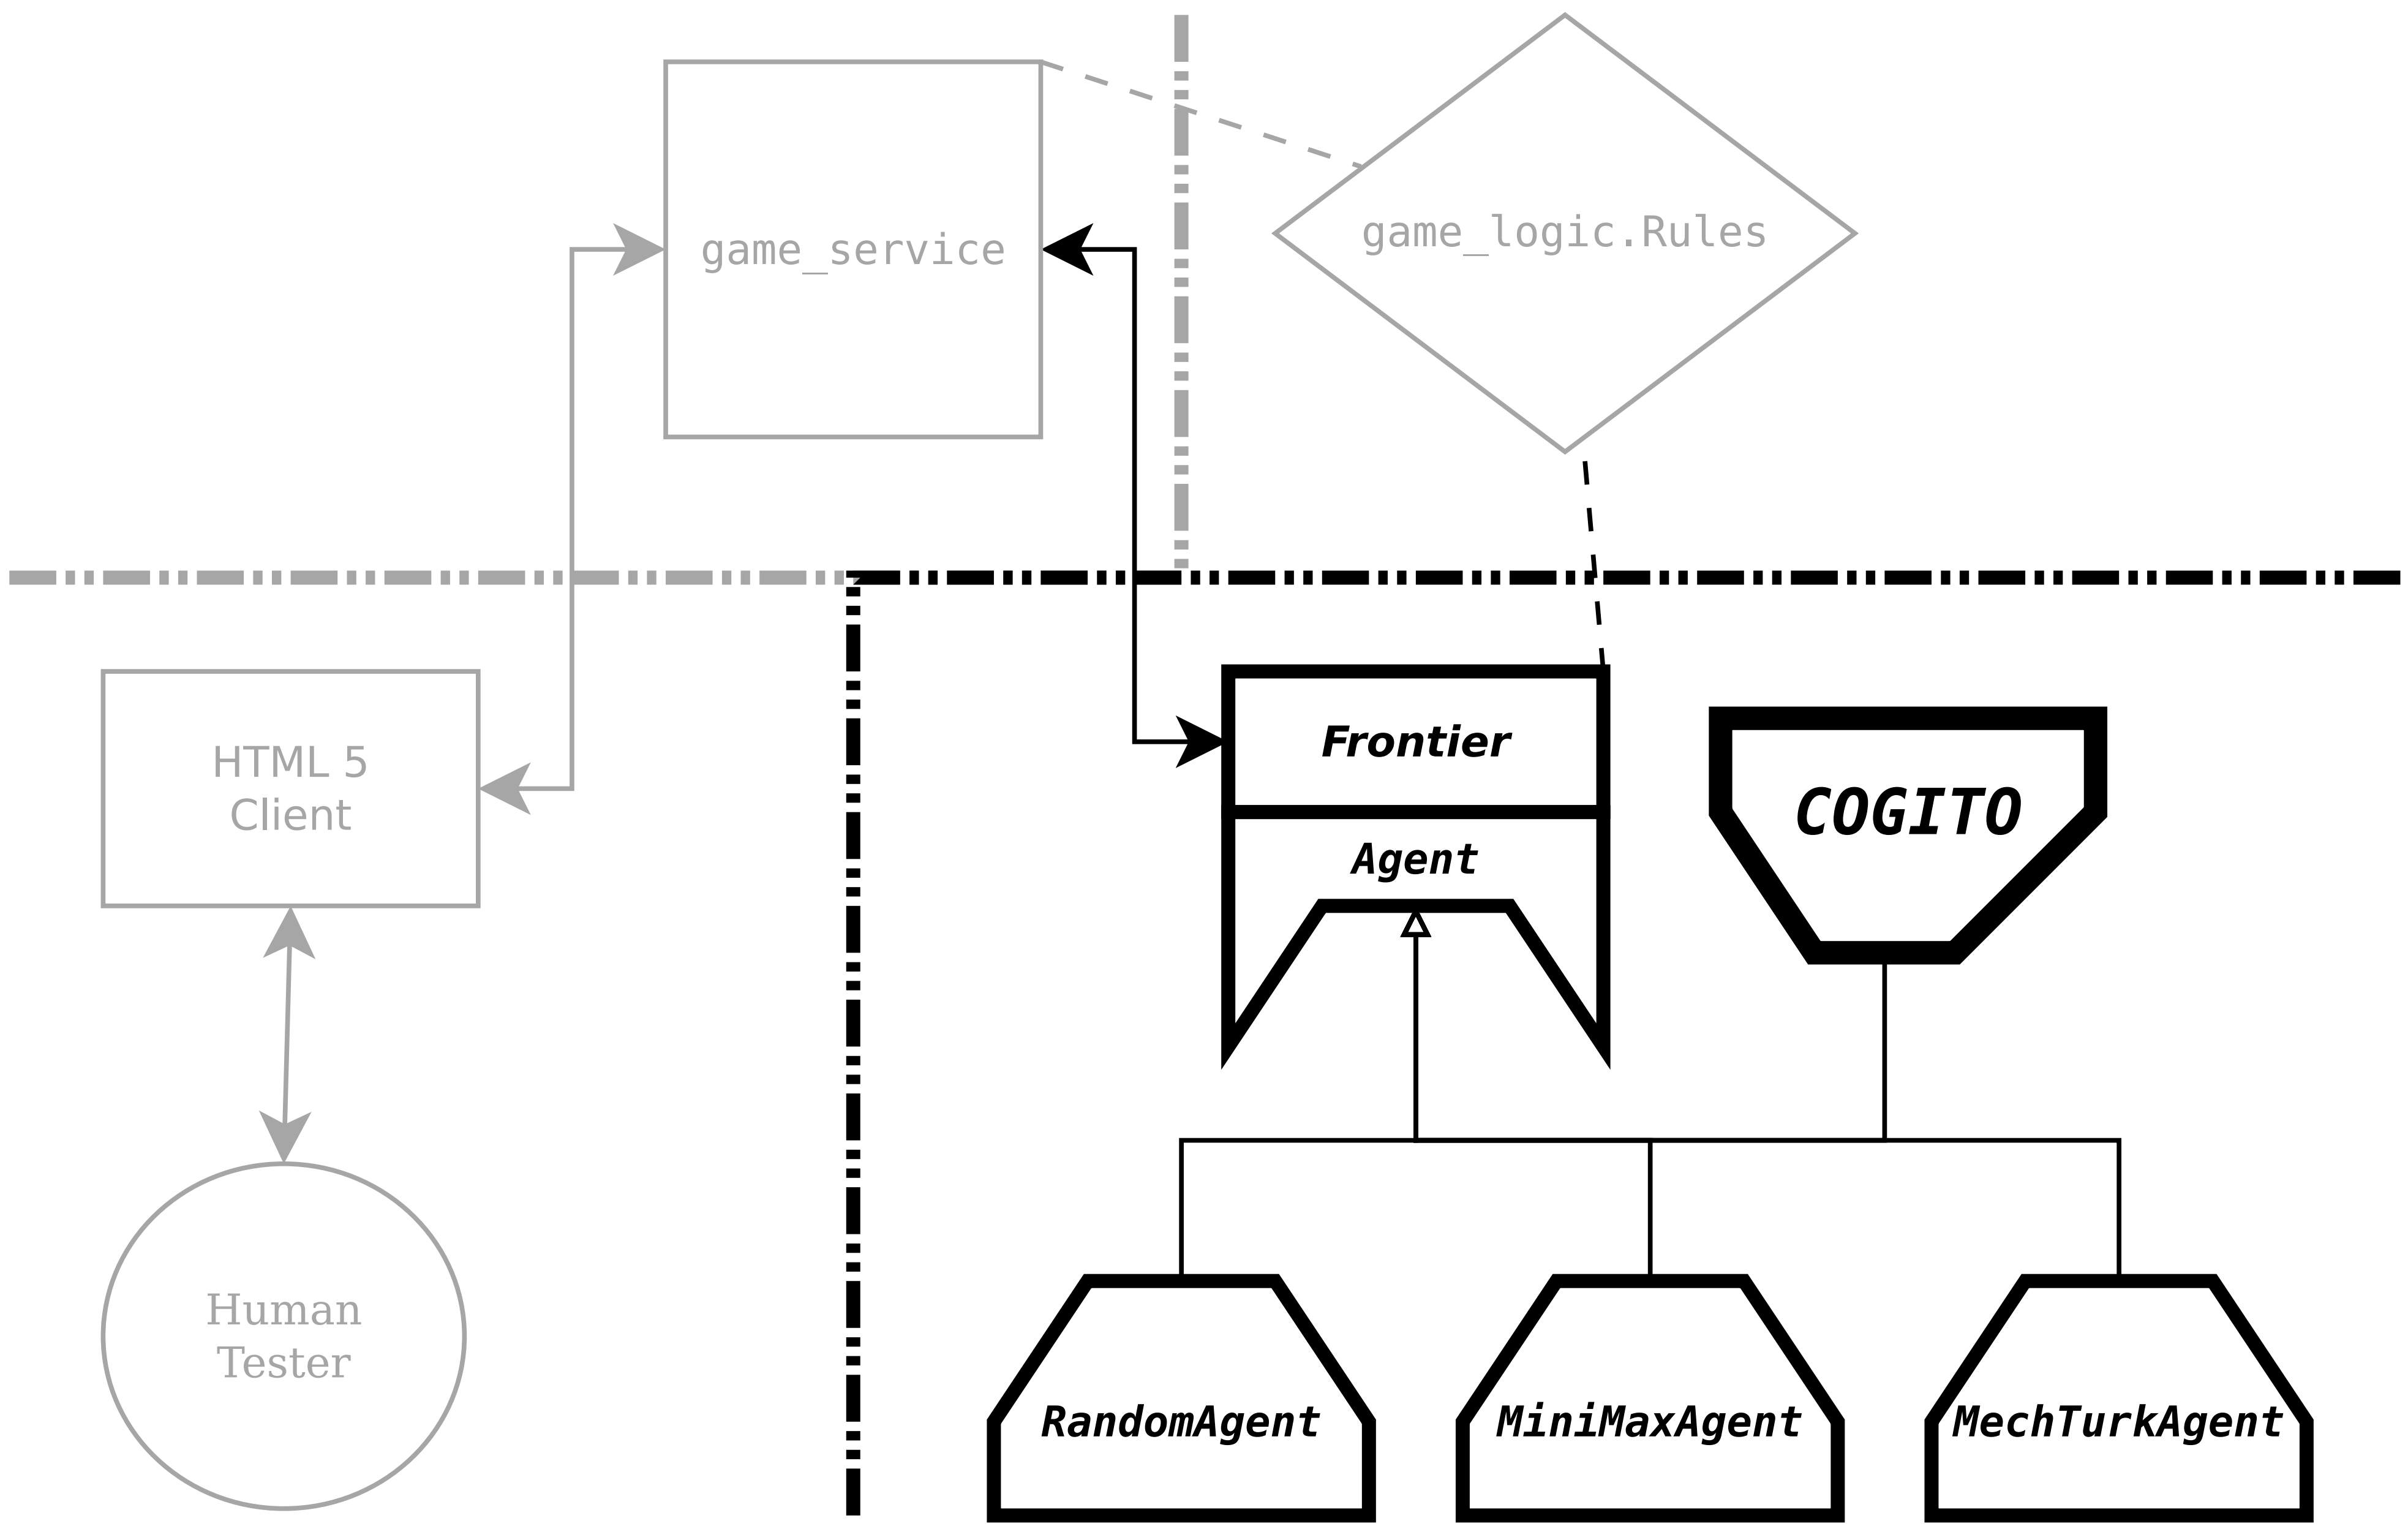 game_service
game_logic.Rules
HTML 5
Client
Frontier
Agent
COGITO
Human
Tester
RandomAgent
MiniMaxAgent
MechTurkAgent